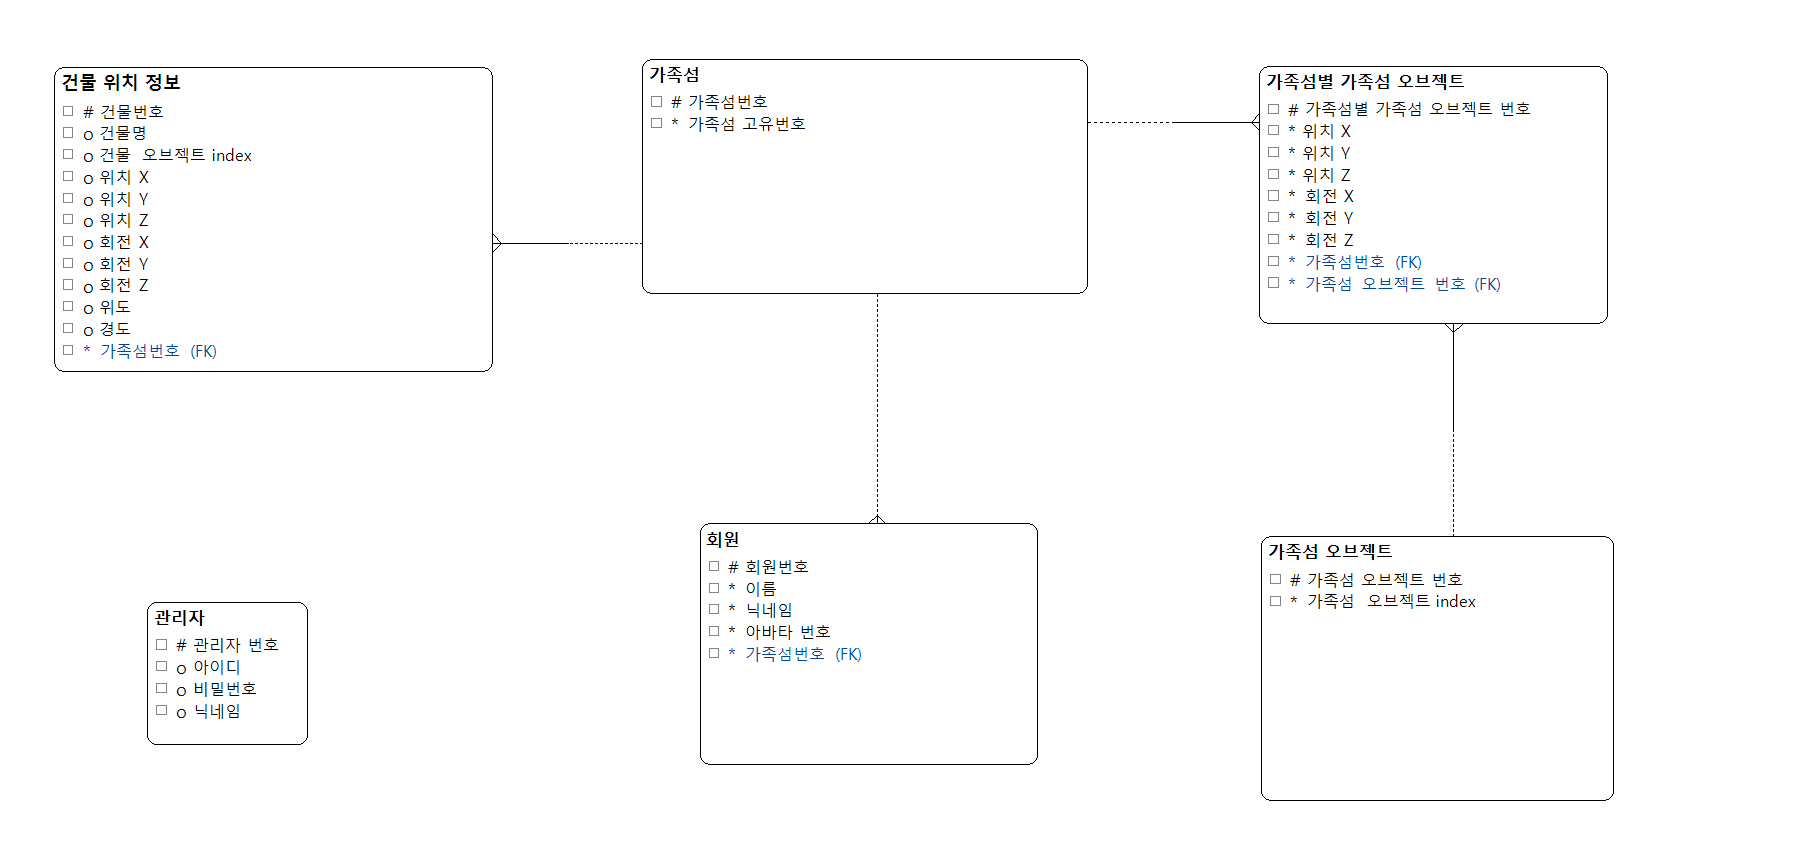 건물 위치 정보
# 건물번호
o 건물명
o 건물 오브젝트 index
o 위치 X
o 위치 Y
o 위치 Z
o 회전 X
o 회전 Y
o 회전 Z
o 위도
o 경도
* 가족섬번호 (FK)
가족섬
# 가족섬번호
* 가족섬 고유번호
가족섬별 가족섬 오브젝트
# 가족섬별 가족섬 오브젝트 번호
* 위치 X
* 위치 Y
* 위치 Z
* 회전 X
* 회전 Y
* 회전 Z
* 가족섬번호 (FK)
* 가족섬 오브젝트 번호 (FK)
관리자
# 관리자 번호
o 아이디
o 비밀번호
o 닉네임
회원
# 회원번호
* 이름
* 닉네임
* 아바타 번호
* 가족섬번호 (FK)
가족섬 오브젝트
# 가족섬 오브젝트 번호
* 가족섬 오브젝트 index